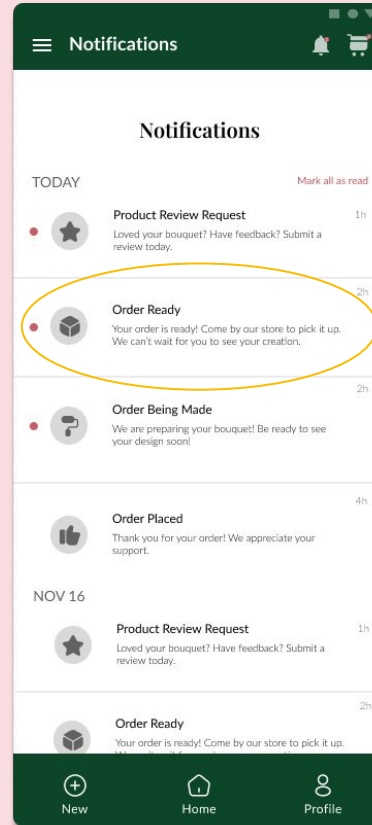 Notifications
Notifications
TODAY
Mark all as read
Product Review Request
1h
Loved your bouquet? Have feedback? Submit a
review today.
2h
Order Ready
Your order is ready! Come by our store to pick it up.
We can't wait for you to see your creation.
2h
Order Being Made
We are preparing your bouquet! Be ready to see
your design soon!
4h
Order Placed
Thank you for your order! We appreciate your
support.
NOV 16
Product Review Request
1h
Loved your bouquet? Have feedback? Submit a
review today.
2h
Order Ready
Your order is ready! Come by our store to pick it up.
New
Home
Profile